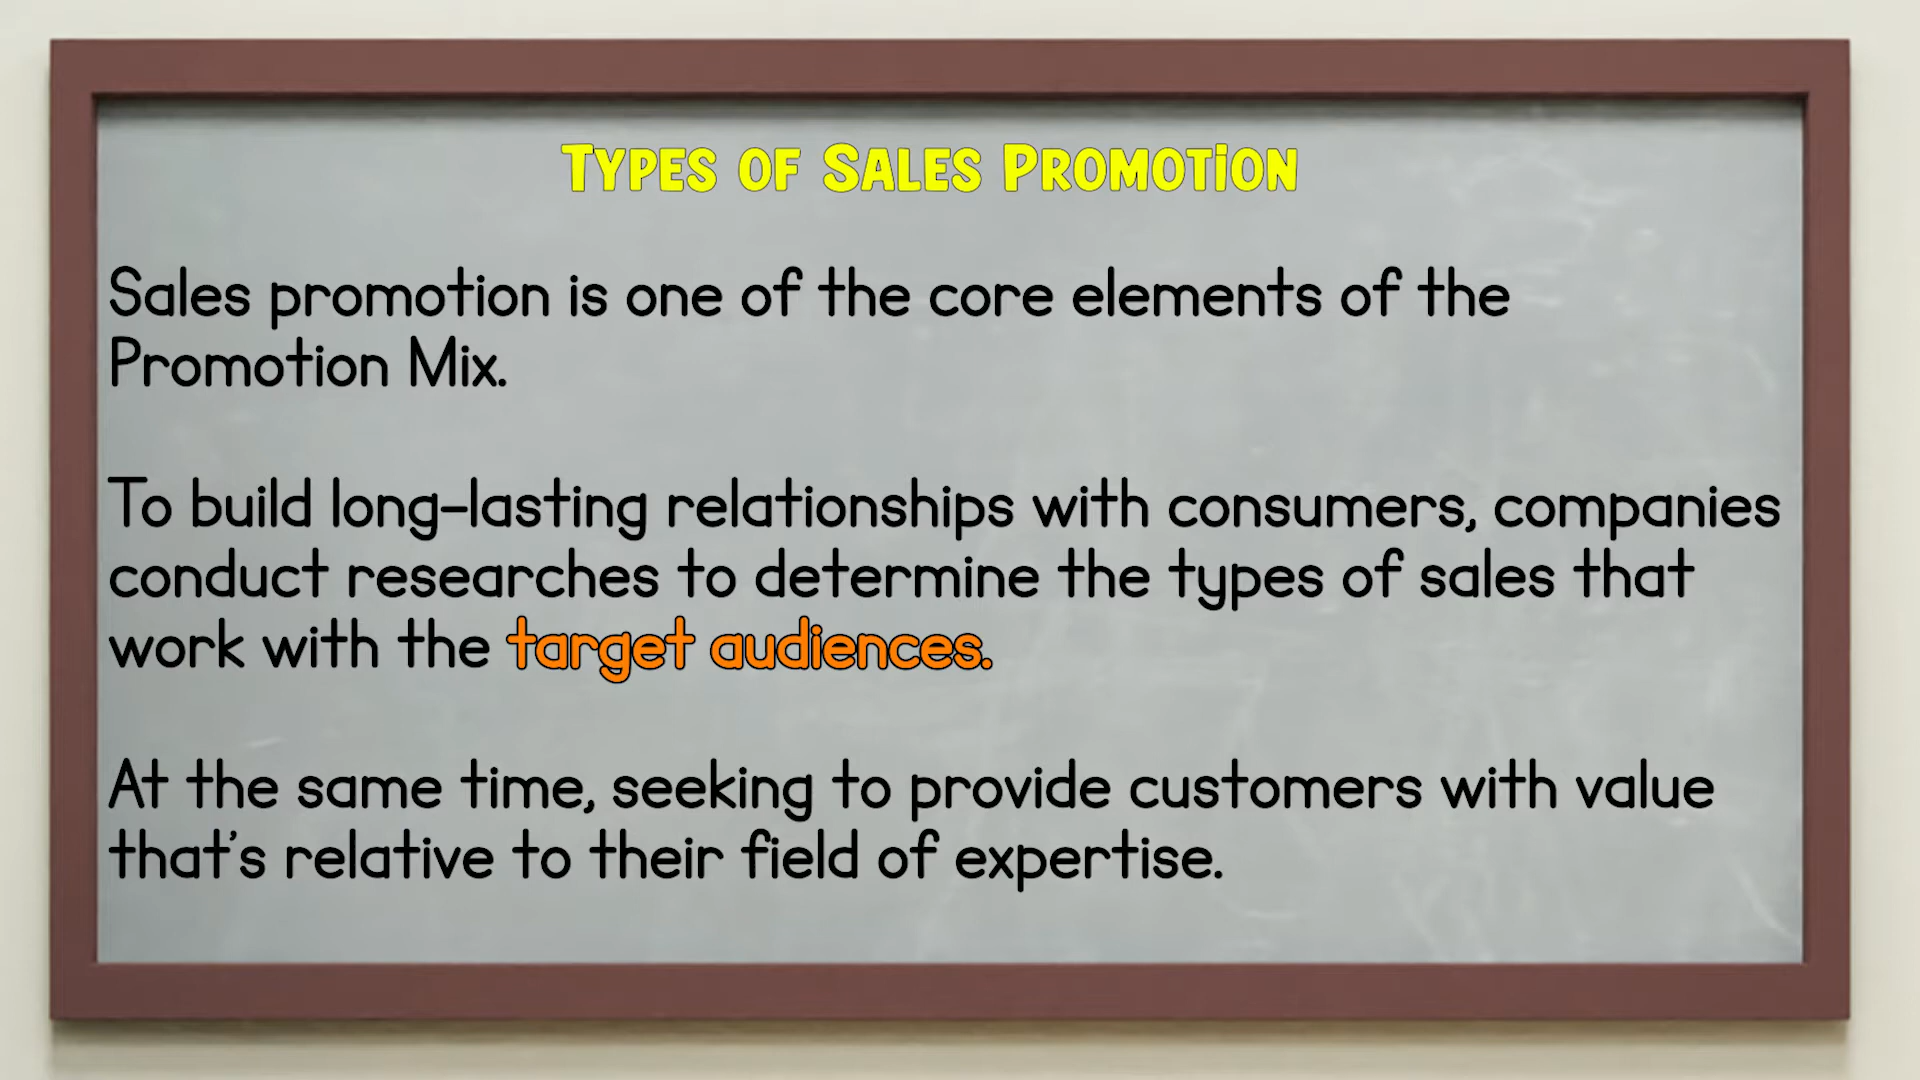 Types of Sales Promotion
Sales promotion is one of the core elements of the
Promotion Mix.
To build long-lasting relationships with consumers, companies
conduct researches to determine the types of sales that
work with the target audiences.
At the same time, seeking to provide customers with value
that's relative to their field of expertise.